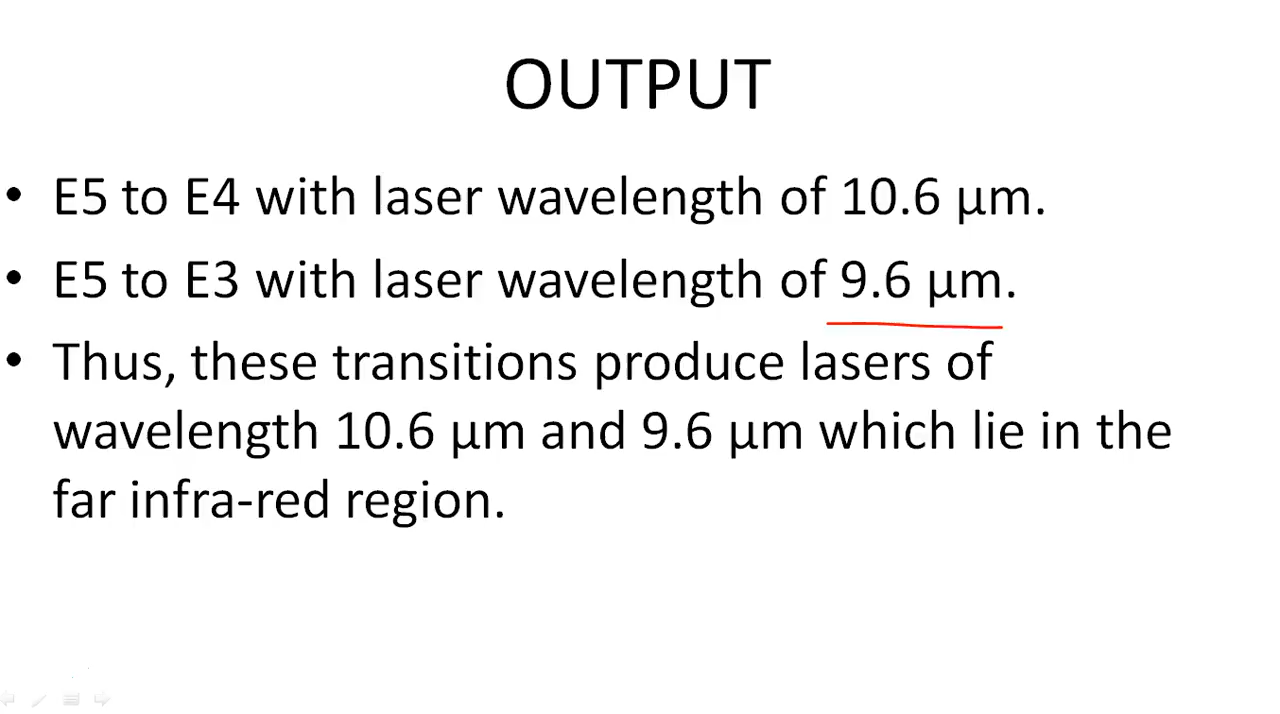 OUTPUT
• E5 to E4 with laser wavelength of 10.6 μm.
• E5 to E3 with laser wavelength of 9.6 μm.
• Thus, these transitions produce lasers of
wavelength 10.6 μm and 9.6 μm which lie in the
far infra-red region.